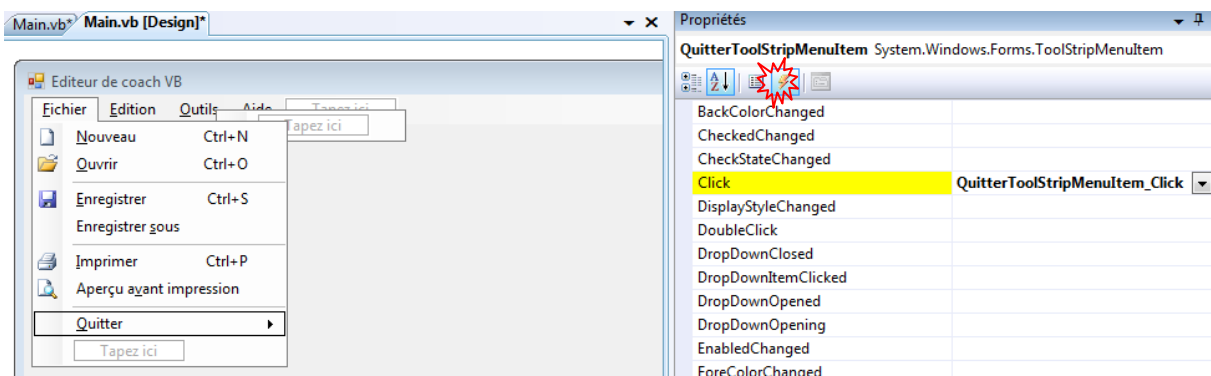 Main.vb* Main.vb [Design]*
Editeur de coach VB
Fichier Edition Outils Aide Tapez ici
Tapez ici
Nouveau Ctrl+N
Ouvrir Ctrl+O
Enregistrer Ctrl+S
Enregistrer sous
Imprimer Ctrl+P
Aperçu avant impression
Quitter
Tapez ici
Propriétés
QuitterToolStripMenuItem System.Windows.Forms.ToolStripMenuItem
BackColorChanged
CheckedChanged
CheckStateChanged
Click QuitterToolStripMenuItem_Click
DisplayStyleChanged
DoubleClick
DropDownClosed
DropDownItemClicked
DropDownOpened
DropDownOpening
EnabledChanged
ForeColorChanged